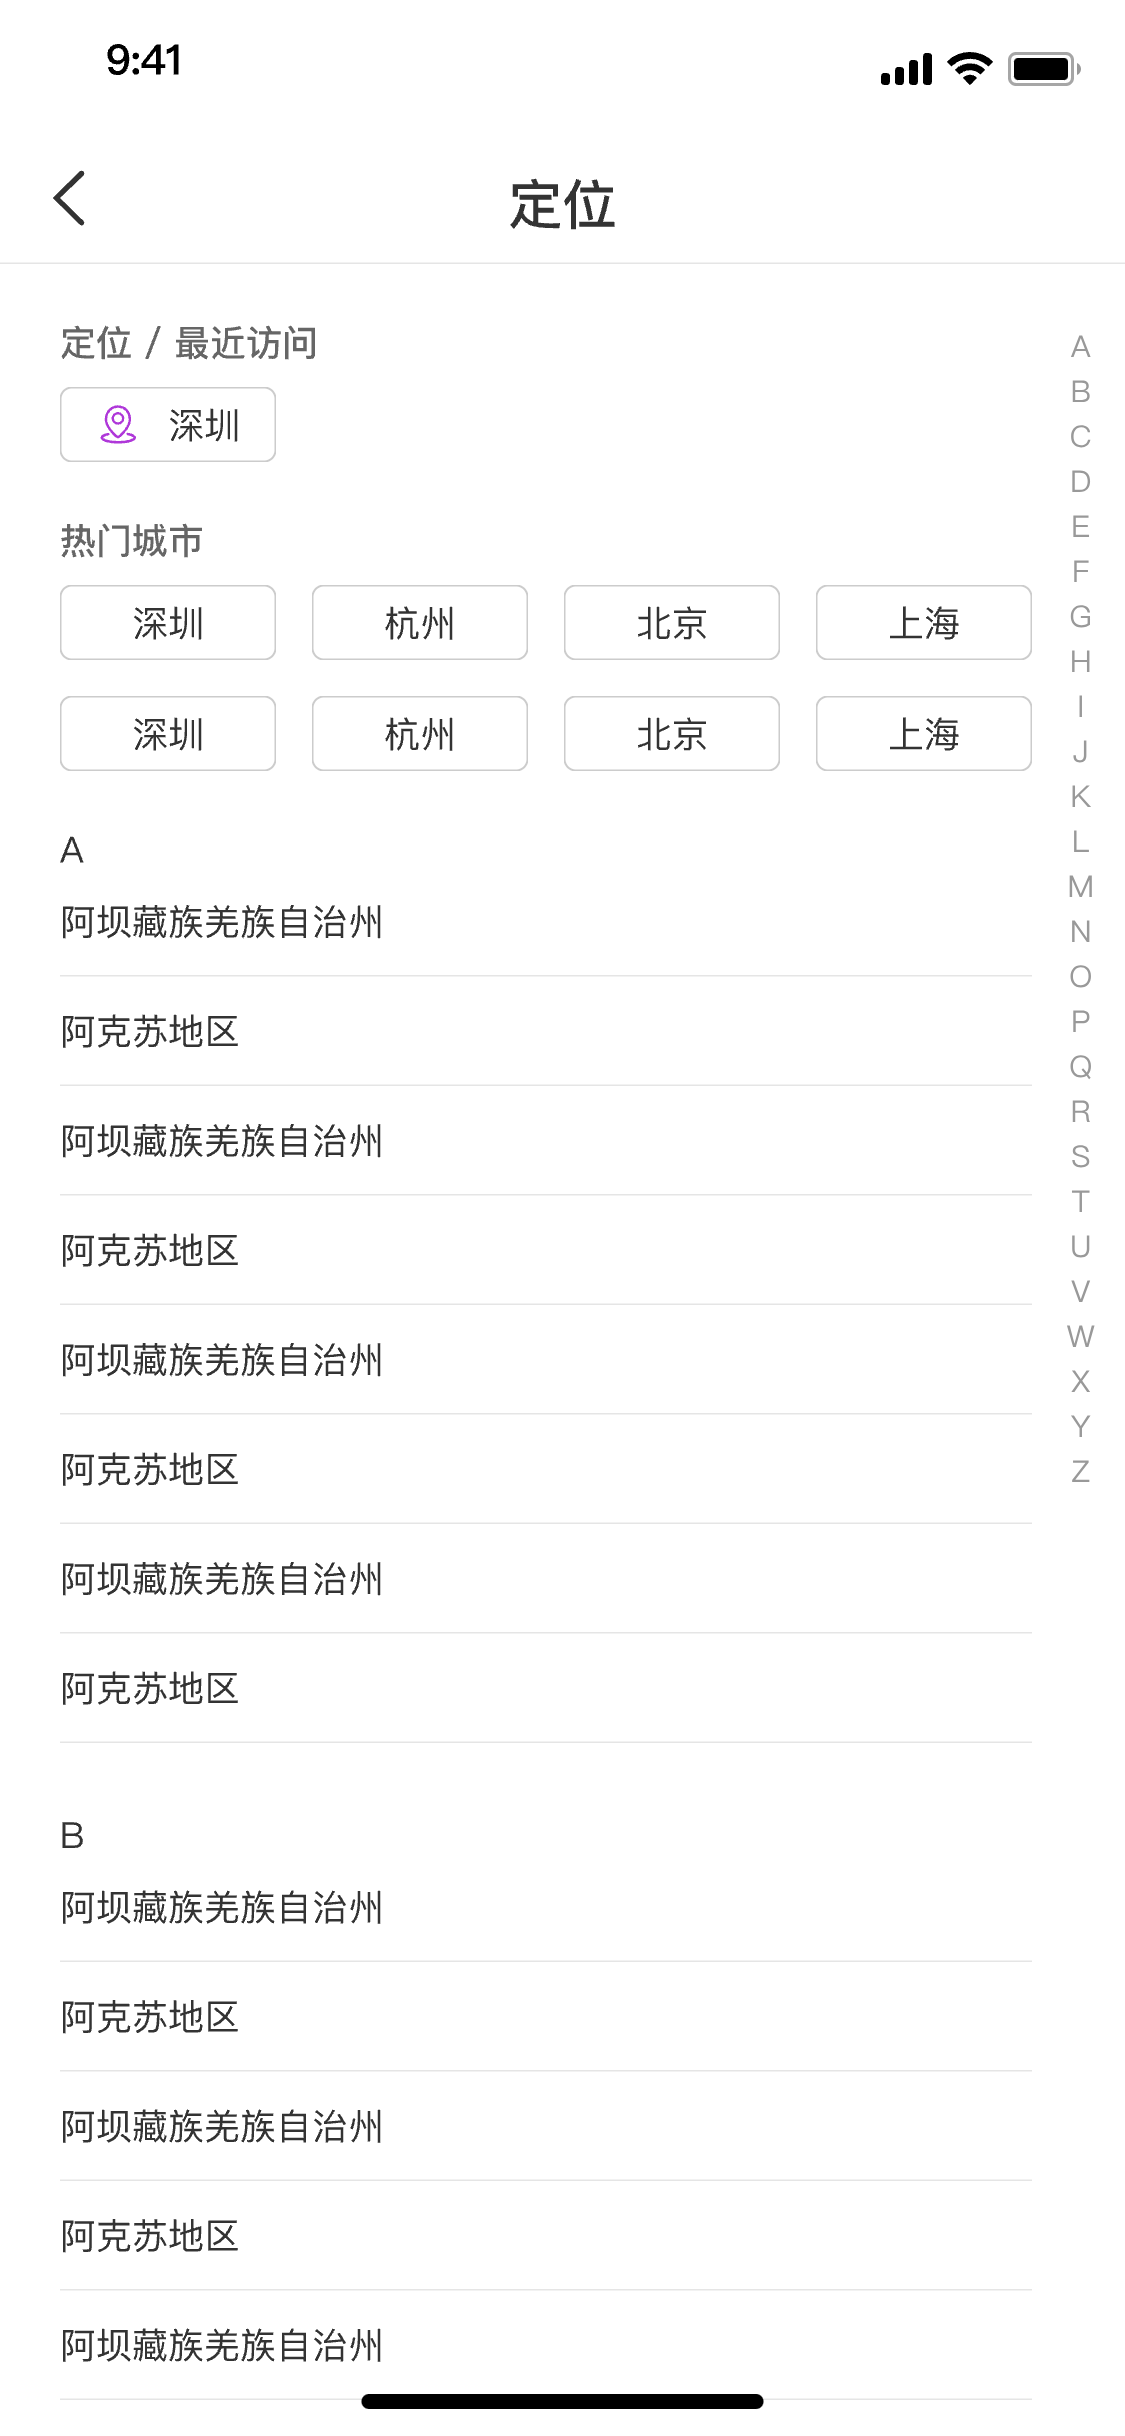 9:41
定位
定位 / 最近访问
深圳
热门城市
深圳 杭州 北京 上海
深圳 杭州 北京 上海
A
阿坝藏族羌族自治州
阿克苏地区
阿坝藏族羌族自治州
阿克苏地区
阿坝藏族羌族自治州
阿克苏地区
阿坝藏族羌族自治州
阿克苏地区
B
阿坝藏族羌族自治州
阿克苏地区
阿坝藏族羌族自治州
阿克苏地区
阿坝藏族羌族自治州
A
B
C
D
E
F
G
H
I
J
K
L
M
N
O
P
Q
R
S
T
U
V
W
X
Y
Z